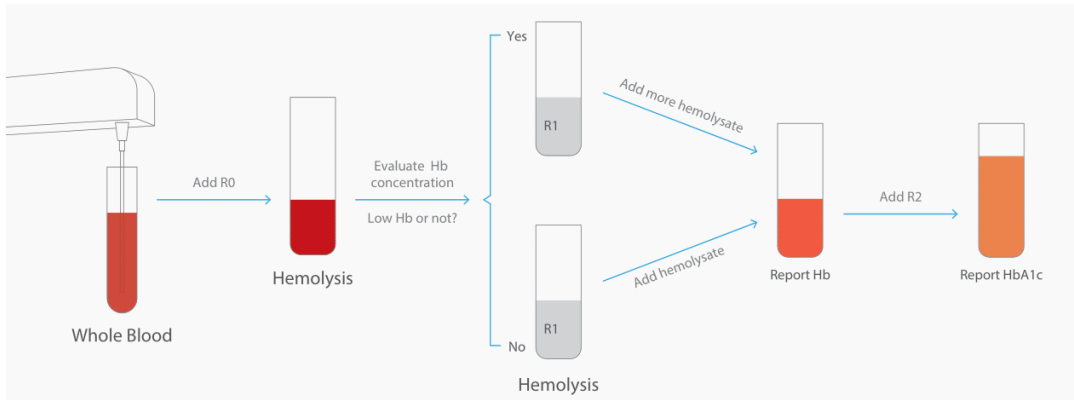 Whole Blood
Add R0
Hemolysis
Evaluate Hb
concentration
Low Hb or not?
Yes
R1
No
R1
Hemolysis
Add more hemolysate
Add hemolysate
Report Hb
Add R2
Report HbA1c